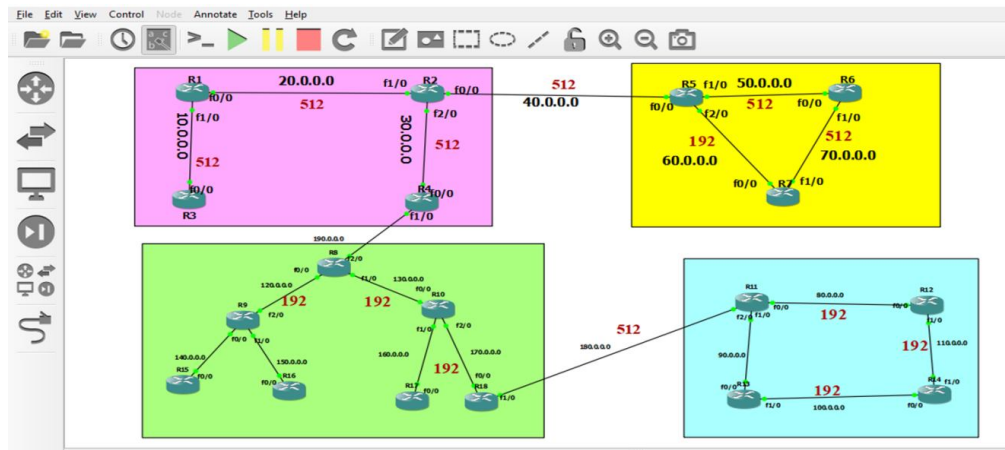 File Edit View Control Node Annotate Tools Help
R1 20.0.0.0 f1/0 R2 512
f0/0 512 f0/0 40.0.0.0
f1/0 10.0.0.0 512
f2/0 30.0.0.0 512
f0/0 R3
R4 f0/0
f1/0
R5 f1/0 50.0.0.0 R6
f0/0 512 f0/0
f2/0 f1/0
192 512
60.0.0.0 70.0.0.0
f0/0 R7 f1/0
190.0.0.0
R8 f2/0
f0/0 f1/0
120.0.0.0 130.0.0.0
192 192
R9 f2/0 f0/0 R10
f0/0 f1/0 f1/0 f2/0
140.0.0.0 150.0.0.0 160.0.0.0 170.0.0.0
192
R15 f0/0 f0/0 R16
R17 f0/0 f0/0 R18
f1/0
512
180.0.0.0
R11 80.0.0.0 R12
f0/0 192 f0/0
f2/0 f1/0 f1/0
90.0.0.0 192 110.0.0.0
f0/0 R13 192 R14 f1/0
f1/0 100.0.0.0 f0/0